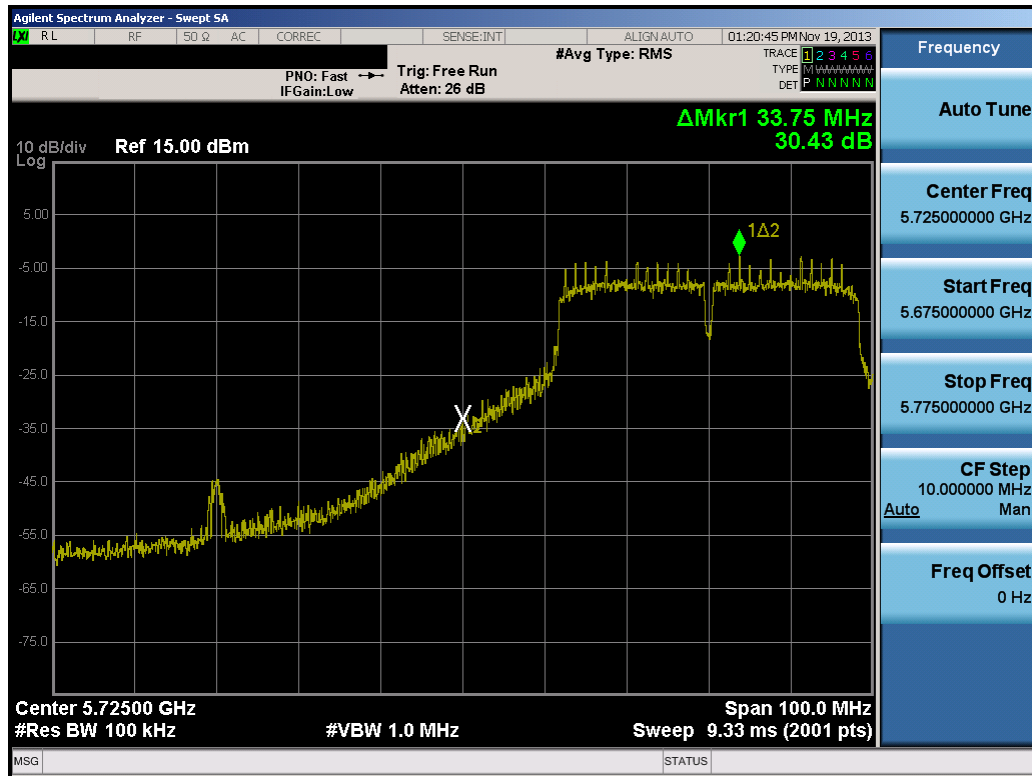 Agilent Spectrum Analyzer - Swept SA
LXI RL RF 50 Ω AC CORREC SENSE:INT ALIGN AUTO 01:20:45 PM Nov 19, 2013
#Avg Type: RMS
TRACE 1 2 3 4 5 6
PNO: Fast Trig: Free Run
TYPE M WWWWW
IFGain:Low Atten: 26 dB
DET P N N N N N
ΔMkr1 33.75 MHz
30.43 dB
10 dB/div Ref 15.00 dBm
Log
5.00
1Δ2
-5.00
-15.0
-25.0
-35.0
2
-45.0
-55.0
-65.0
-75.0
Center 5.72500 GHz Span 100.0 MHz
#Res BW 100 kHz #VBW 1.0 MHz Sweep 9.33 ms (2001 pts)
MSG STATUS
Frequency
Auto Tune
Center Freq
5.725000000 GHz
Start Freq
5.675000000 GHz
Stop Freq
5.775000000 GHz
CF Step
10.000000 MHz
Auto Man
Freq Offset
0 Hz